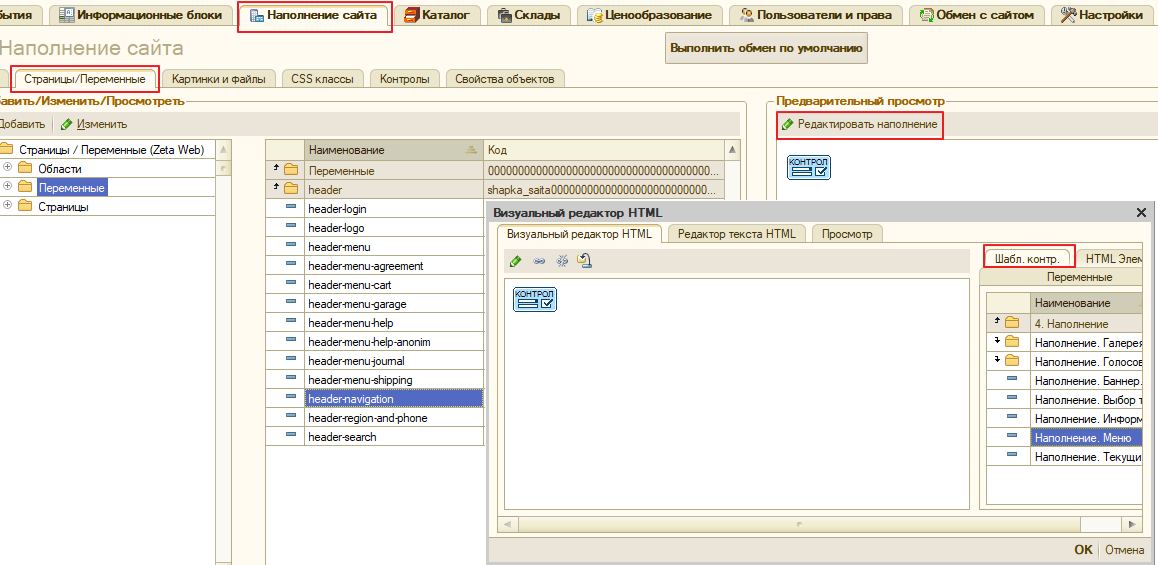 бытия Информационные блоки Наполнение сайта Каталог Склады Ценообразование Пользователи и права Обмен с сайтом Настройки
Наполнение сайта
Выполнить обмен по умолчанию
Страницы/Переменные Картинки и файлы CSS классы Контролы Свойства объектов
авить/Изменить/Просмотреть
Добавить Изменить
Страницы / Переменные (Zeta Web)
Области
Переменные
Страницы
Наименование Код
Переменные
header shapka_saita
header-login
header-logo
header-menu
header-menu-agreement
header-menu-cart
header-menu-garage
header-menu-help
header-menu-help-anonim
header-menu-journal
header-menu-shipping
header-navigation
header-region-and-phone
header-search
Предварительный просмотр
Редактировать наполнение
КОНТРОЛ
Визуальный редактор HTML
Визуальный редактор HTML Редактор текста HTML Просмотр
КОНТРОЛ
Шабл. контр. HTML Элем
Переменные
Наименование
4. Наполнение
Наполнение. Галерея
Наполнение. Голосов
Наполнение. Баннер.
Наполнение. Выбор т
Наполнение. Информ
Наполнение. Меню
Наполнение. Текущи
OK Отмена